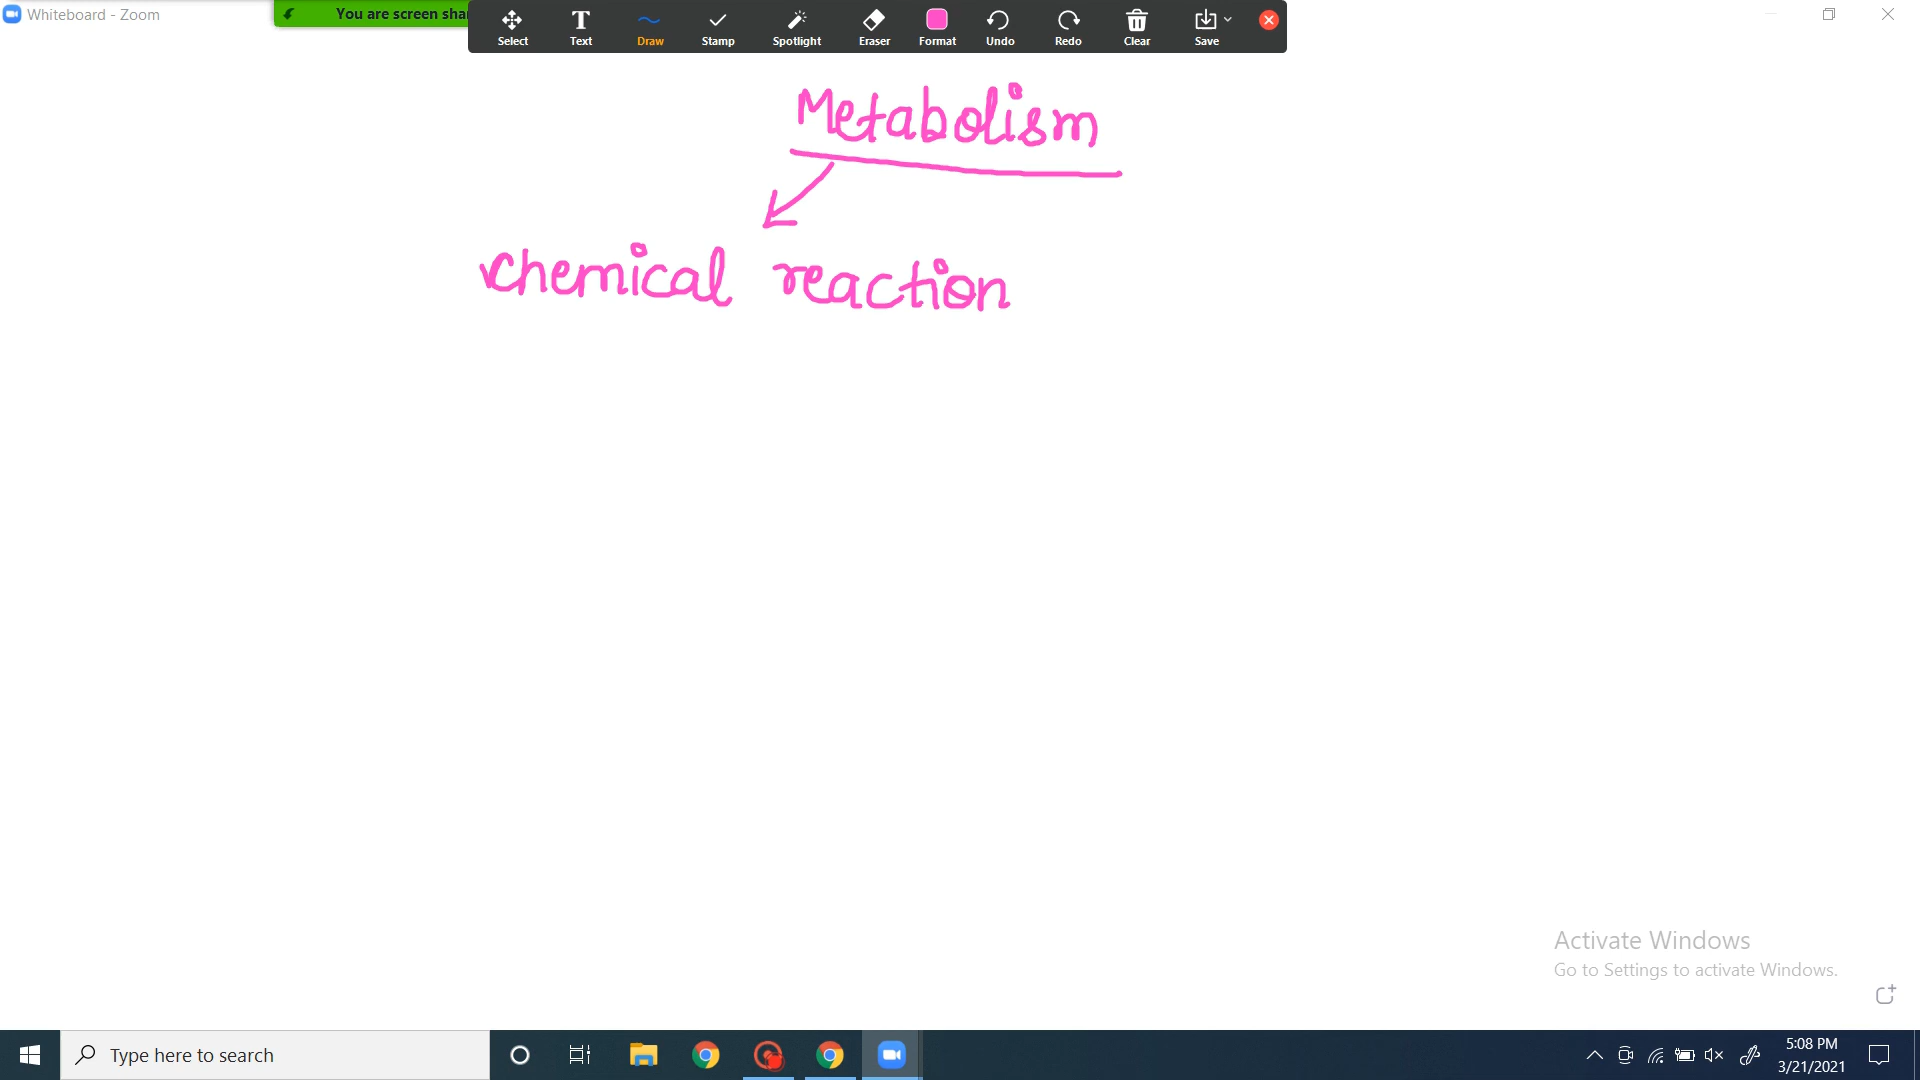 Whiteboard - Zoom
You are screen sha
Select Text Draw Stamp Spotlight Eraser Format Undo Redo Clear Save
Metabolism
chemical reaction
Activate Windows
Go to Settings to activate Windows.
Type here to search
5:08 PM
3/21/2021